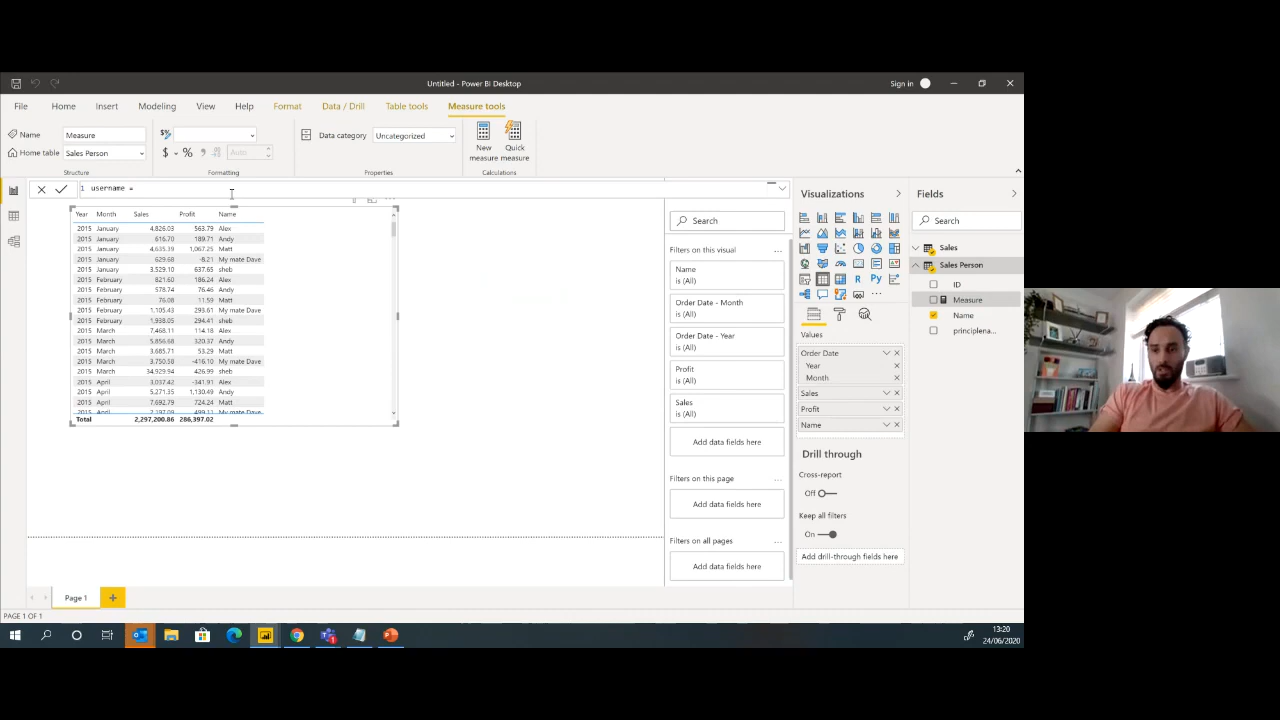 Untitled - Power BI Desktop
Sign in
File Home Insert Modeling View Help Format Data / Drill Table tools Measure tools
Name Measure
Home table Sales Person
$ % Auto
Data category Uncategorized
New measure
Quick measure
Structure Formatting Properties Calculations
1 username =
Year Month Sales Profit Name
2015 January 4,826.03 563.79 Alex
2015 January 616.70 189.71 Andy
2015 January 4,635.39 1,067.25 Matt
2015 January 629.68 -8.21 My mate Dave
2015 January 3,529.10 637.65 sheb
2015 February 821.60 186.24 Alex
2015 February 578.74 76.46 Andy
2015 February 76.08 11.59 Matt
2015 February 1,105.43 293.61 My mate Dave
2015 February 1,938.05 294.41 sheb
2015 March 7,468.11 114.18 Alex
2015 March 5,856.68 320.37 Andy
2015 March 3,685.71 53.29 Matt
2015 March 3,750.58 -416.10 My mate Dave
2015 March 34,929.94 426.99 sheb
2015 April 3,037.42 -341.91 Alex
2015 April 5,271.35 1,130.49 Andy
2015 April 7,692.79 724.24 Matt
2015 April 2,197.09 499.11 My mate Dave
Total 2,297,200.86 286,397.02
Search
Filters on this visual ...
Name
is (All)
Order Date - Month
is (All)
Order Date - Year
is (All)
Profit
is (All)
Sales
is (All)
Add data fields here
Filters on this page ...
Add data fields here
Filters on all pages ...
Add data fields here
Visualizations
R Py
...
Values
Order Date
Year
Month
Sales
Profit
Name
Drill through
Cross-report
Off
Keep all filters
On
Add drill-through fields here
Fields
Search
Sales
Sales Person
ID
Measure
Name
principlena...
Page 1
PAGE 1 OF 1
13:20
24/06/2020